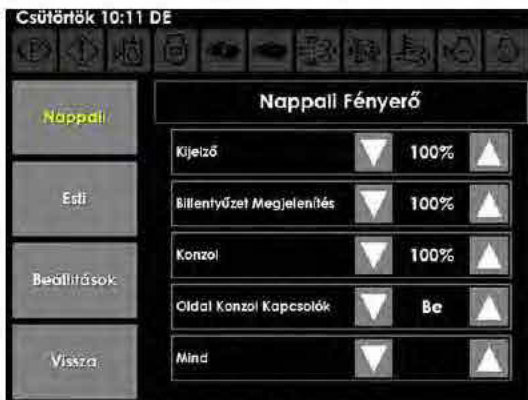 Csütörtök 10:11 DE
Nappali
Esti
Beállítások
Vissza
Nappali Fényerő
Kijelző 100%
Billentyűzet Megjelenítés 100%
Konzol 100%
Oldal Konzol Kapcsolók Be
Mind